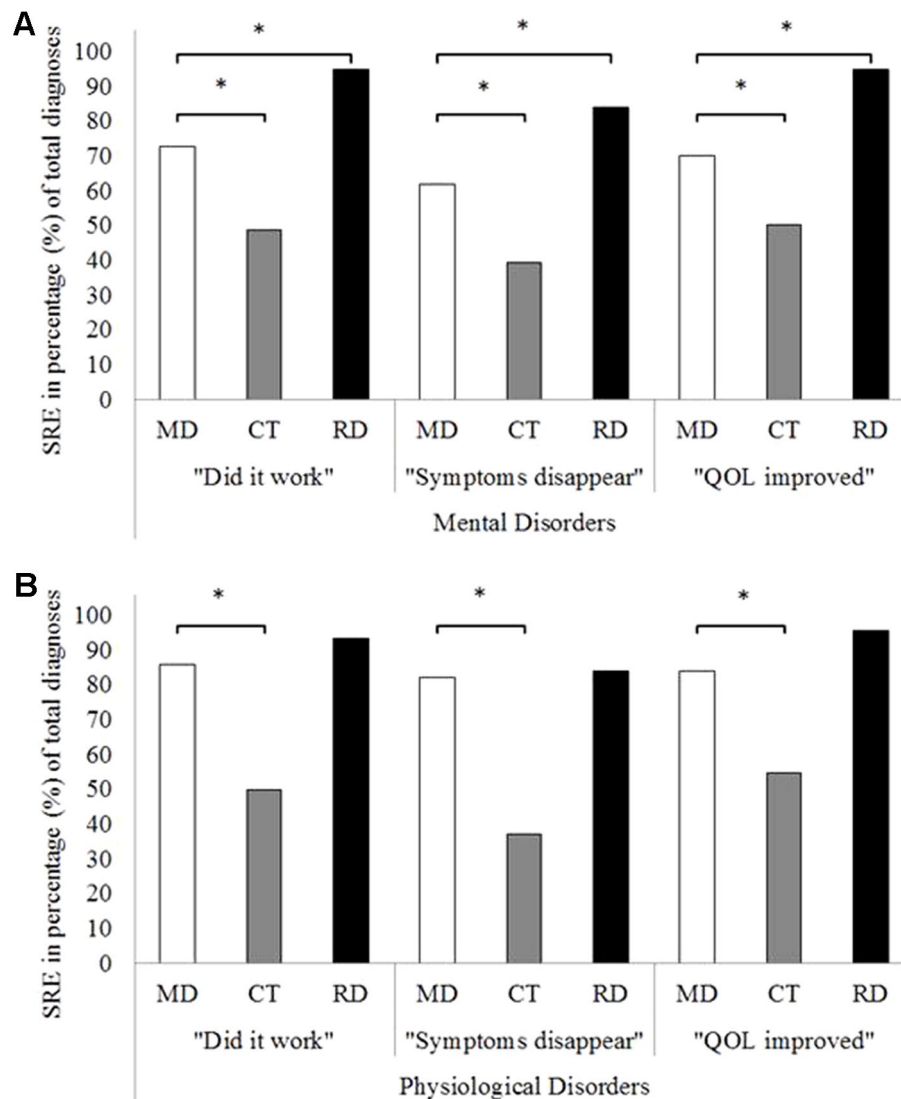 A
SRE in percentage (%) of total diagnoses
100
90
80
70
60
50
40
30
20
10
0
* * *
* * *
MD CT RD MD CT RD MD CT RD
"Did it work" "Symptoms disappear" "QOL improved"
Mental Disorders
B
SRE in percentage (%) of total diagnoses
100
90
80
70
60
50
40
30
20
10
0
* * *
MD CT RD MD CT RD MD CT RD
"Did it work" "Symptoms disappear" "QOL improved"
Physiological Disorders